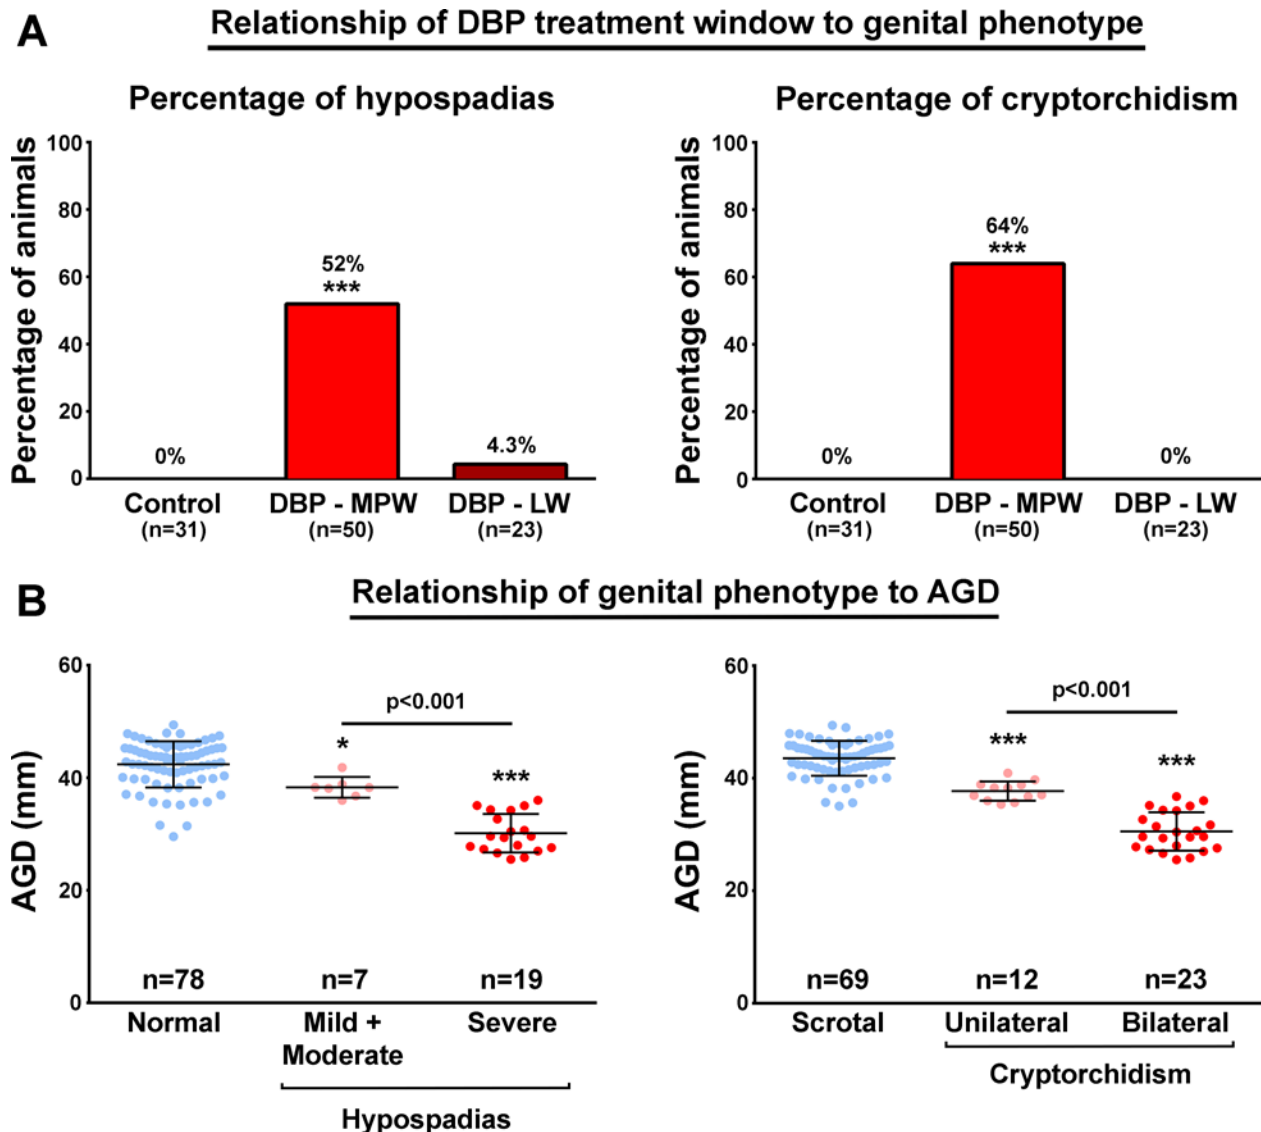 A
Relationship of DBP treatment window to genital phenotype
Percentage of hypospadias
Percentage of animals
100
80
60
40
20
0
0%
52%
***
4.3%
Control
(n=31)
DBP - MPW
(n=50)
DBP - LW
(n=23)
Percentage of cryptorchidism
Percentage of animals
100
80
60
40
20
0
0%
64%
***
0%
Control
(n=31)
DBP - MPW
(n=50)
DBP - LW
(n=23)
B
Relationship of genital phenotype to AGD
AGD (mm)
60
40
20
0
p<0.001
*
***
n=78
n=7
n=19
Normal
Mild +
Moderate
Severe
Hypospadias
AGD (mm)
60
40
20
0
p<0.001
***
***
n=69
n=12
n=23
Scrotal
Unilateral
Bilateral
Cryptorchidism